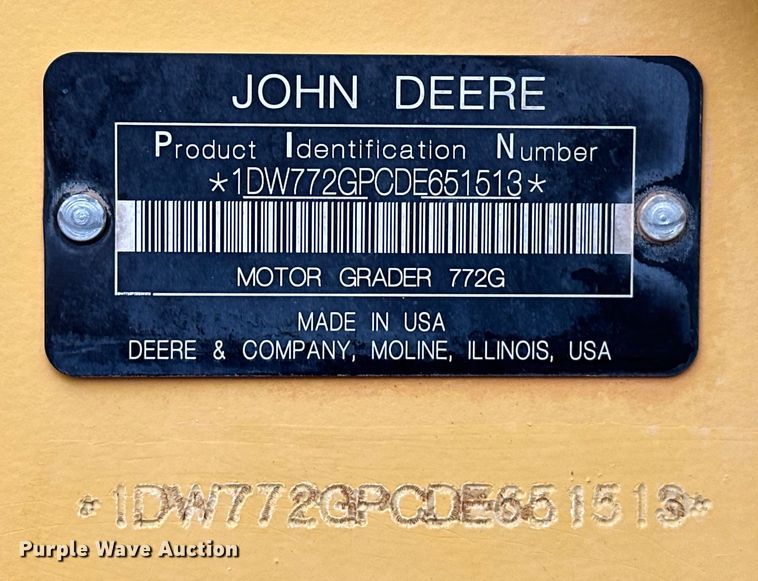 JOHN DEERE
Product Identification Number
*1DW772GPCDE651513*
MOTOR GRADER 772G
MADE IN USA
DEERE & COMPANY, MOLINE, ILLINOIS, USA
*1DW772GPCDE651513*
Purple Wave Auction